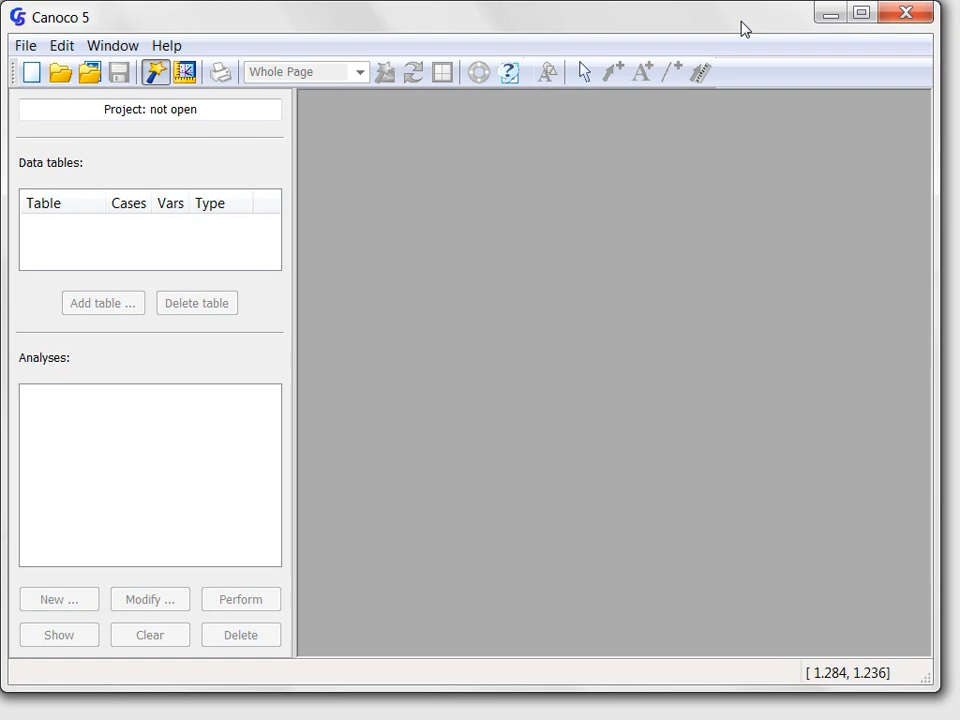 Canoco 5
File Edit Window Help
Whole Page
Project: not open
Data tables:
Table Cases Vars Type
Add table ... Delete table
Analyses:
New ... Modify ... Perform
Show Clear Delete
[ 1.284, 1.236]